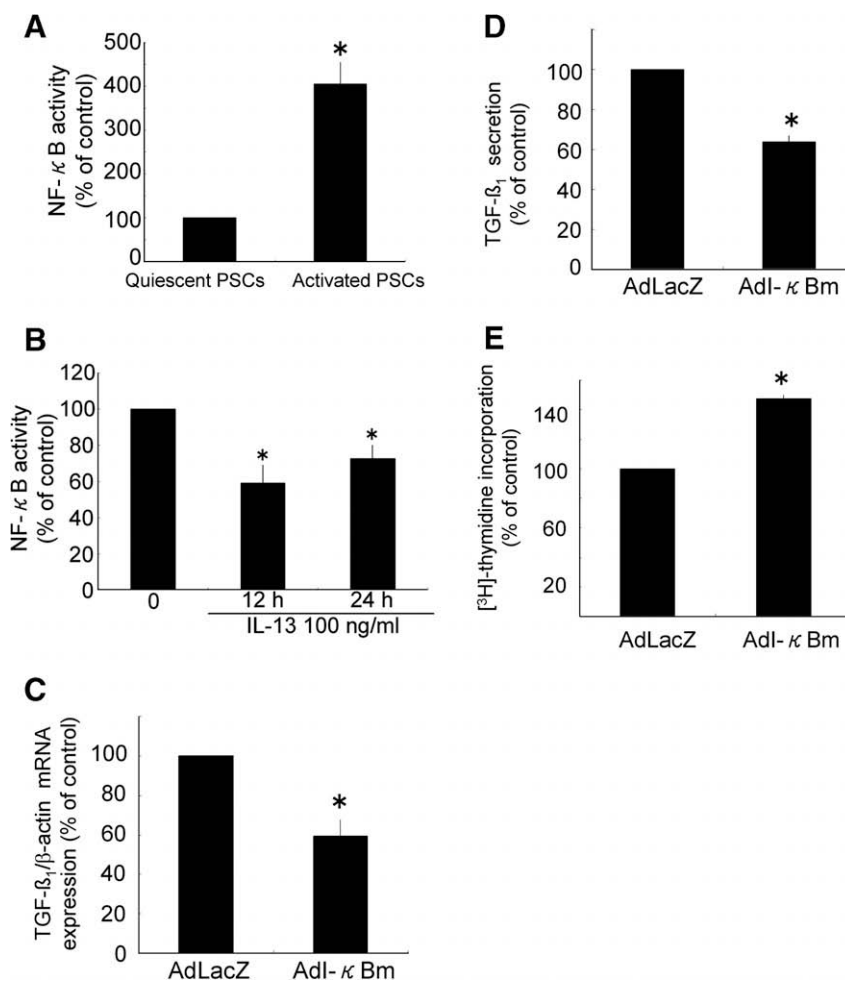 A
NF-κ B activity
(% of control)
500
400
300
100
0
*
Quiescent PSCs
Activated PSCs
B
NF-κ B activity
(% of control)
120
100
80
60
40
20
0
*
*
0
12 h
24 h
IL-13 100 ng/ml
C
TGF-ß₁/β-actin mRNA
expression (% of control)
100
80
60
40
20
0
*
AdLacZ
AdI-κ Bm
D
TGF-ß₁ secretion
(% of control)
100
80
60
40
20
0
*
AdLacZ
AdI-κ Bm
E
[³H]-thymidine incorporation
(% of control)
140
100
60
20
*
AdLacZ
AdI-κ Bm